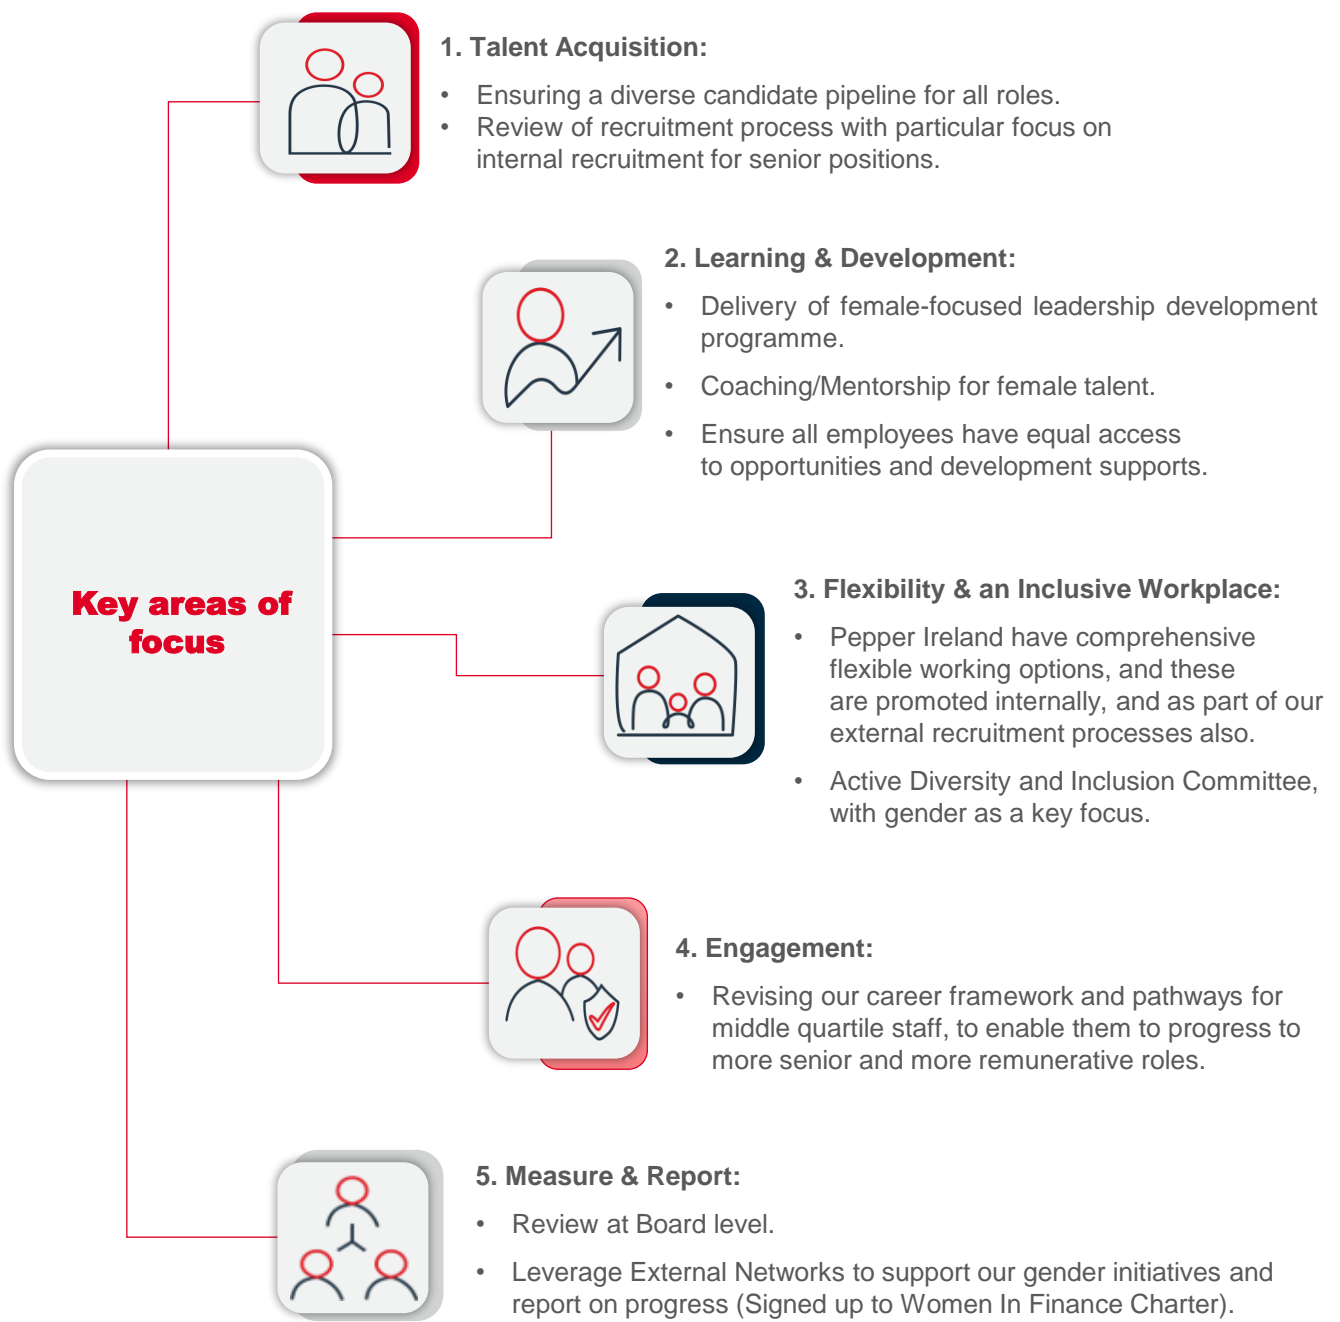 1. Talent Acquisition:
• Ensuring a diverse candidate pipeline for all roles.
• Review of recruitment process with particular focus on
internal recruitment for senior positions.
2. Learning & Development:
• Delivery of female-focused leadership development
programme.
• Coaching/Mentorship for female talent.
• Ensure all employees have equal access
to opportunities and development supports.
Key areas of
focus
3. Flexibility & an Inclusive Workplace:
• Pepper Ireland have comprehensive
flexible working options, and these
are promoted internally, and as part of our
external recruitment processes also.
• Active Diversity and Inclusion Committee,
with gender as a key focus.
4. Engagement:
• Revising our career framework and pathways for
middle quartile staff, to enable them to progress to
more senior and more remunerative roles.
5. Measure & Report:
• Review at Board level.
• Leverage External Networks to support our gender initiatives and
report on progress (Signed up to Women In Finance Charter).